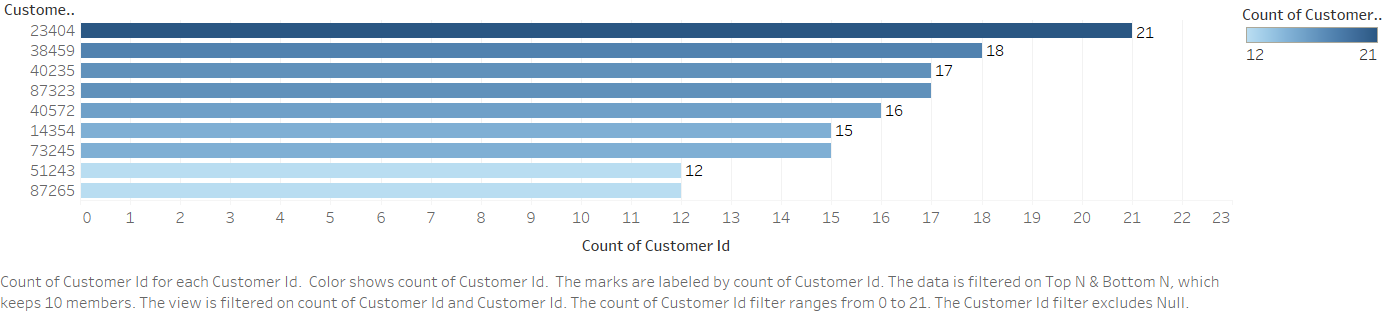 Custome..
Count of Customer..
23404
21
12
21
38459
18
40235
17
87323
40572
16
14354
15
73245
51243
12
87265
0 1 2 3 4 5 6 7 8 9 10 11 12 13 14 15 16 17 18 19 20 21 22 23
Count of Customer Id
Count of Customer Id for each Customer Id.  Color shows count of Customer Id.  The marks are labeled by count of Customer Id. The data is filtered on Top N & Bottom N, which
keeps 10 members. The view is filtered on count of Customer Id and Customer Id. The count of Customer Id filter ranges from 0 to 21. The Customer Id filter excludes Null.